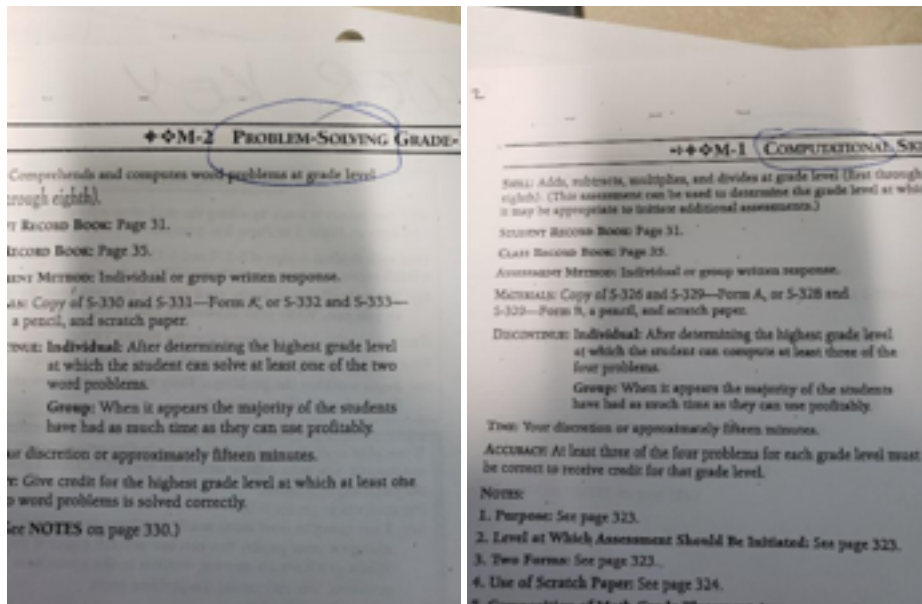 M-2 PROBLEM-SOLVING GRADE-
Comprehends and computes word problems at grade level
through eighth).
RECORD BOOK: Page 31.
RECORD BOOK: Page 35.
METHOD: Individual or group written response.
Copy of S-330 and S-331—Form A, or S-332 and S-333—
a pencil, and scratch paper.
Individual: After determining the highest grade level
at which the student can solve at least one of the two
word problems.
Group: When it appears the majority of the students
have had as much time as they can use profitably.
discretion or approximately fifteen minutes.
Give credit for the highest grade level at which at least one
word problems is solved correctly.
See NOTES on page 330.)
2
M-1 COMPUTATIONAL
SKILL: Adds, subtracts, multiplies, and divides at grade level (first through
eighth). (This assessment can be used to determine the grade level at
it may be appropriate to initiate additional assessments.)
STUDENT RECORD BOOK: Page 31.
CLASS RECORD BOOK: Page 35.
ASSESSMENT METHOD: Individual or group written response.
MATERIALS: Copy of S-326 and S-329—Form A, or S-328 and
S-329—Form B, a pencil, and scratch paper.
DISCONTINUE: Individual: After determining the highest grade level
at which the student can compute at least three of the
four problems.
Group: When it appears the majority of the students
have had as much time as they can use profitably.
TIME: Your discretion or approximately fifteen minutes.
ACCURACY: At least three of the four problems for each grade level must
be correct to receive credit for that grade level.
NOTES:
1. Purpose: See page 323.
2. Level at Which Assessment Should Be Initiated: See page 323.
3. Two Forms: See page 323.
4. Use of Scratch Paper: See page 324.